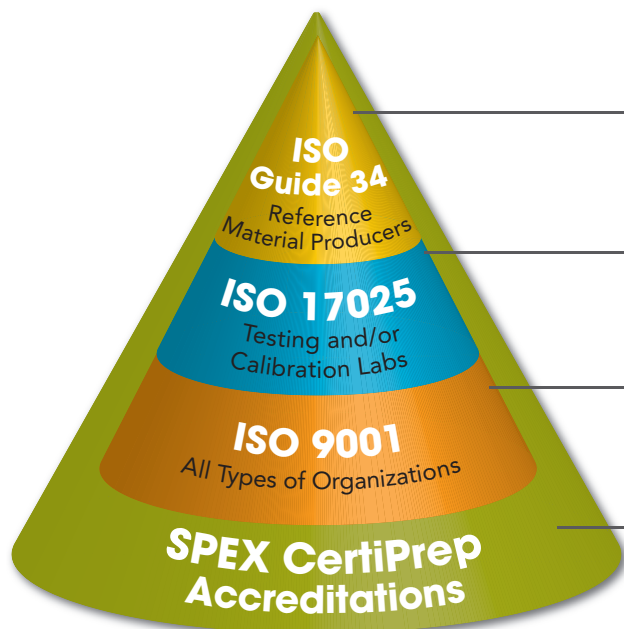 ISO
Guide 34
Reference
Material Producers
ISO 17025
Testing and/or
Calibration Labs
ISO 9001
All Types of Organizations
SPEX CertiPrep
Accreditations